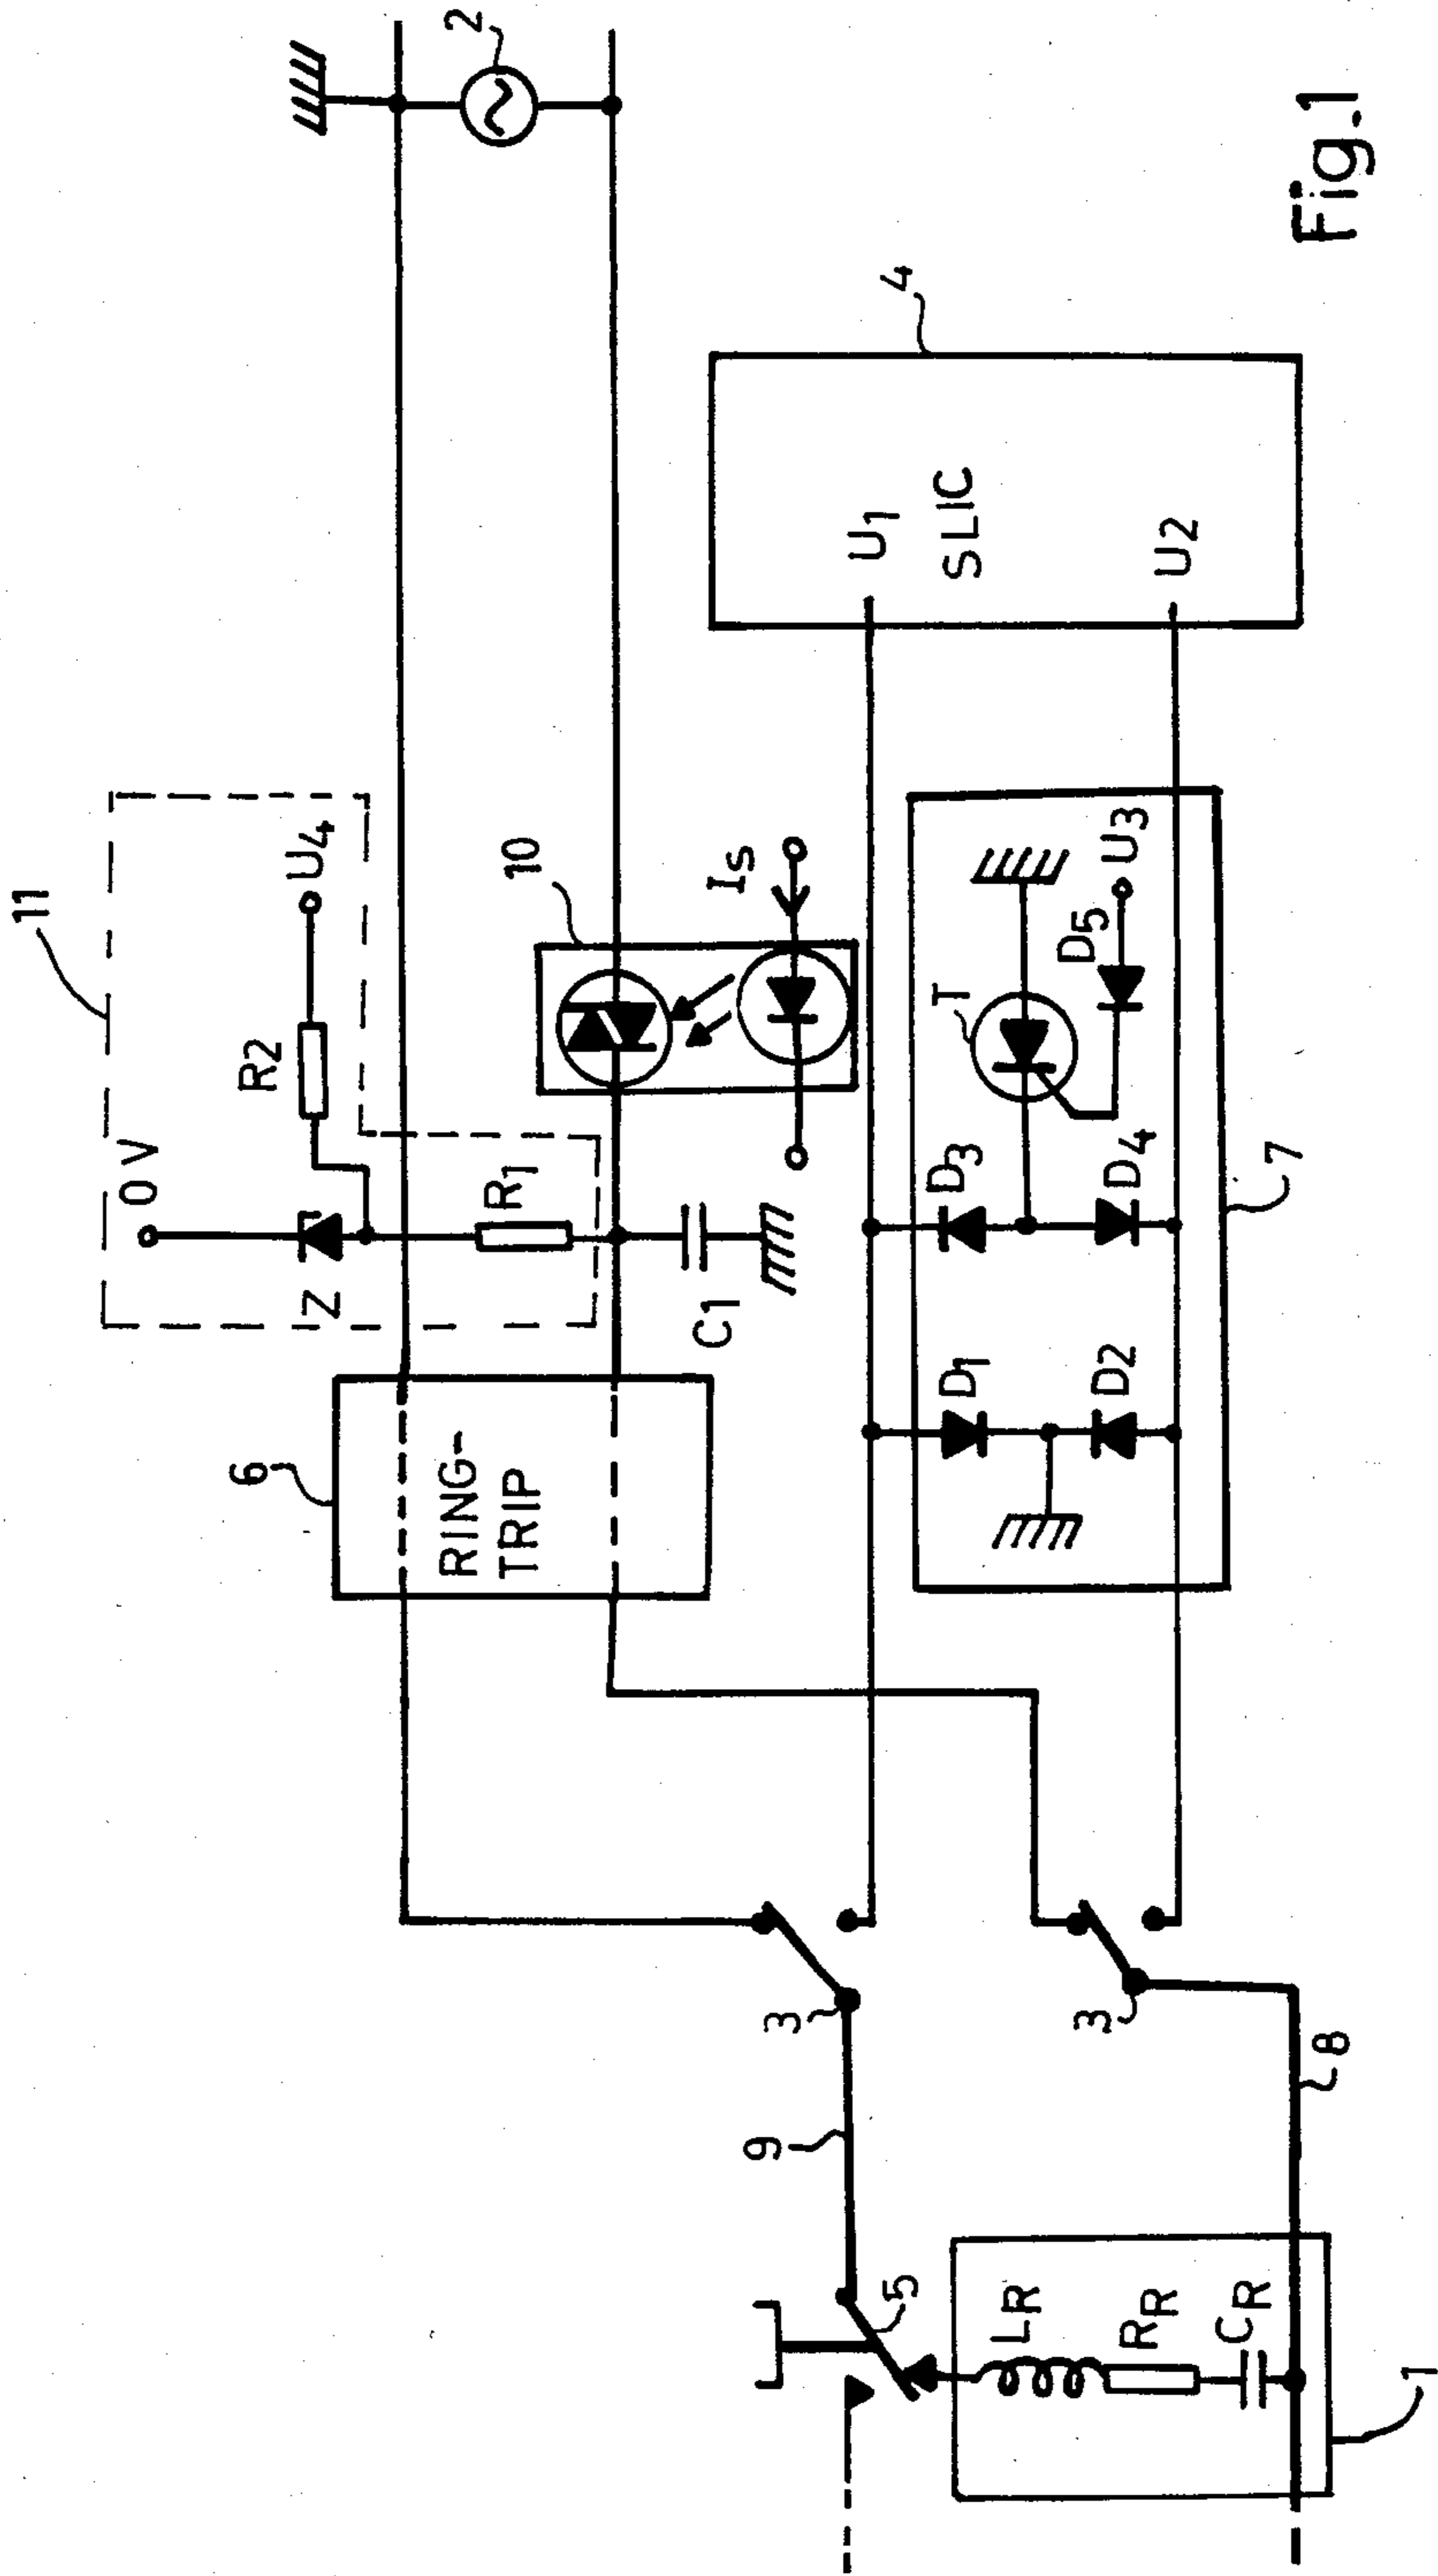 11
0 V
R2
U4
Z
R1
2
6
RING-
TRIP
C1
10
IS
4
U1
SLIC
U2
D1
D2
D3
D4
T
D5
U3
7
3
3
9
8
5
LR
RR
CR
1
Fig.1